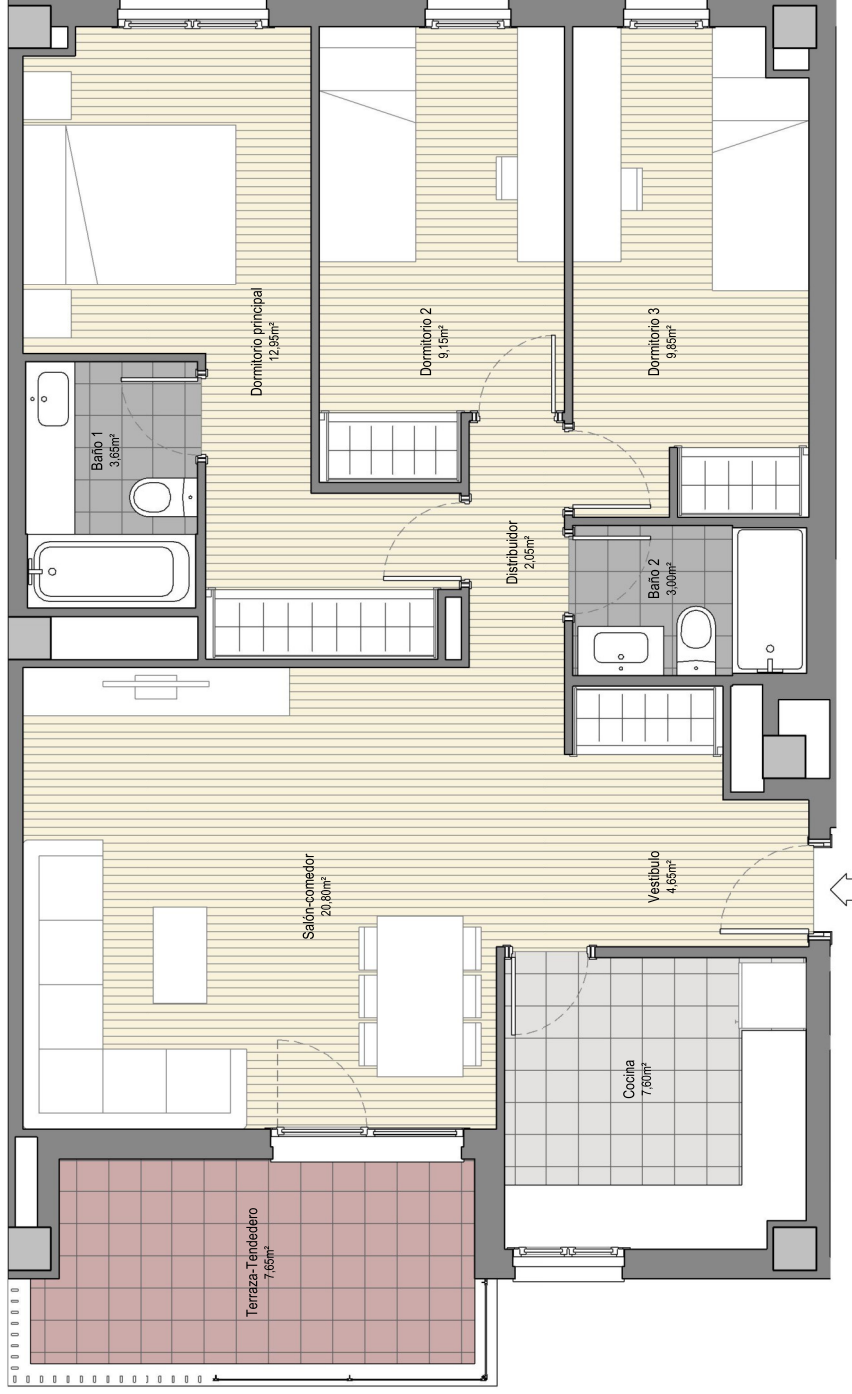 Dormitorio principal
12,95m²
Dormitorio 2
9,15m²
Dormitorio 3
9,85m²
Baño 1
3,65m²
Distribuidor
2,05m²
Baño 2
3,00m²
Salón-comedor
20,80m²
Vestíbulo
4,65m²
Cocina
7,60m²
Terraza-Tendedero
7,65m²